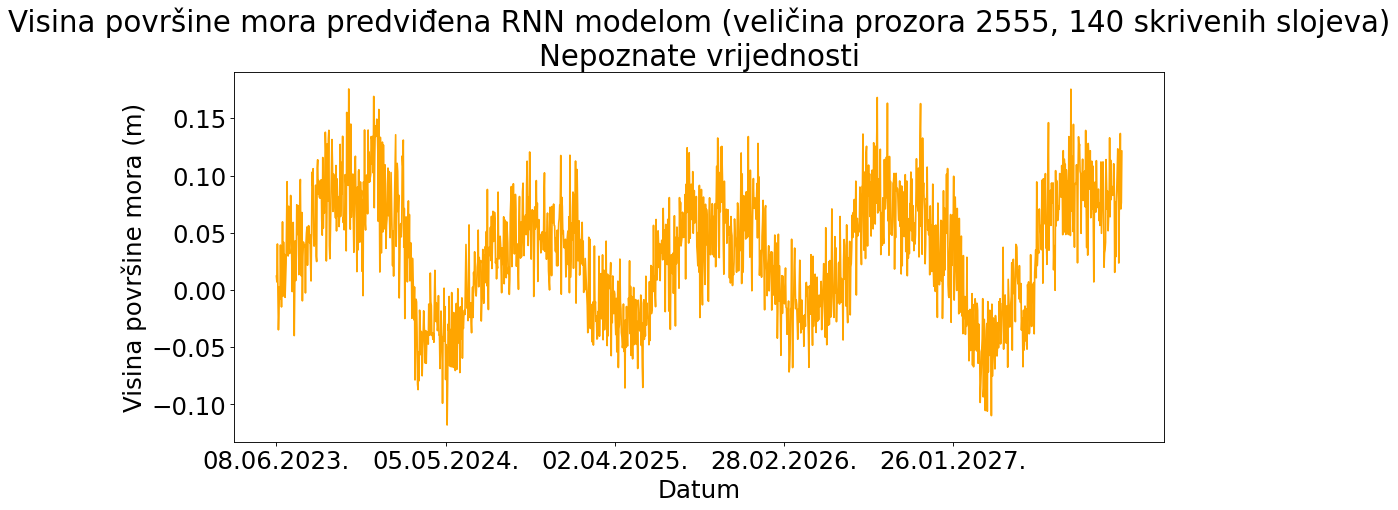 Visina površine mora predviđena RNN modelom (veličina prozora 2555, 140 skrivenih slojeva)
Nepoznate vrijednosti
Visina površine mora (m)
0.15
0.10
0.05
0.00
−0.05
−0.10
08.06.2023. 05.05.2024. 02.04.2025. 28.02.2026. 26.01.2027.
Datum